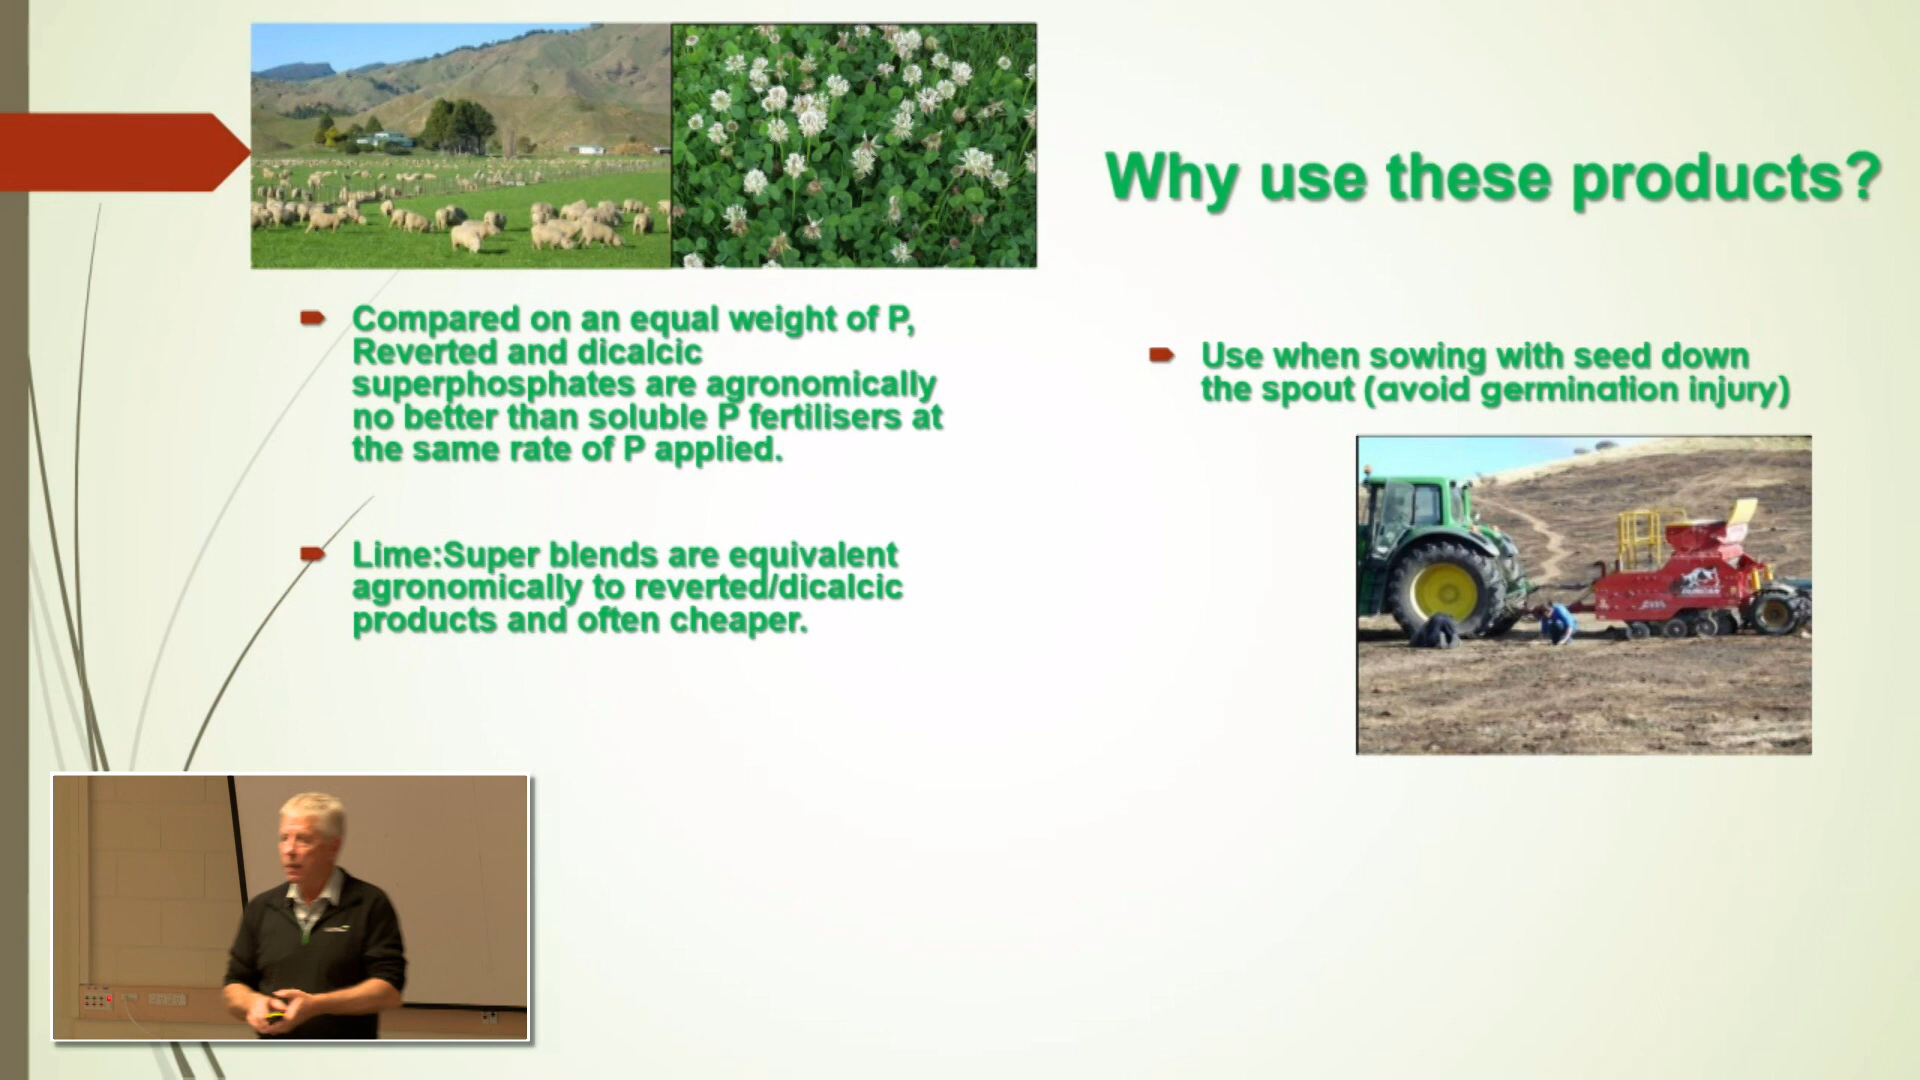 Why use these products?
Compared on an equal weight of P,
Reverted and dicalcic
superphosphates are agronomically
no better than soluble P fertilisers at
the same rate of P applied.
Lime:Super blends are equivalent
agronomically to reverted/dicalcic
products and often cheaper.
Use when sowing with seed down
the spout (avoid germination injury)